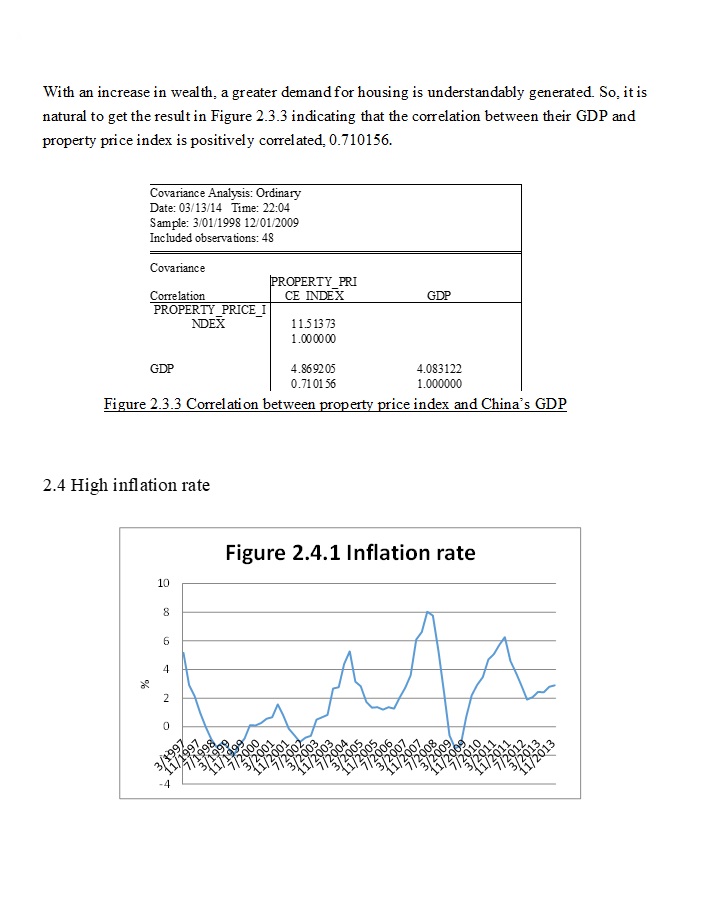 With an increase in wealth, a greater demand for housing is understandably generated. So, it is
natural to get the result in Figure 2.3.3 indicating that the correlation between their GDP and
property price index is positively correlated, 0.710156.
Covariance Analysis: Ordinary
Date: 03/13/14 Time: 22:04
Sample: 3/01/1998 12/01/2009
Included observations: 48
Covariance
PROPERTY_PRI
Correlation CE_INDEX GDP
PROPERTY_PRICE_I
NDEX 11.51373
1.000000
GDP 4.869205 4.083122
0.710156 1.000000
Figure 2.3.3 Correlation between property price index and China's GDP
2.4 High inflation rate
Figure 2.4.1 Inflation rate
10
8
6
4
2
0
-4
%
3/1997
11/1997
7/1998
3/1999
11/1999
7/2000
3/2001
11/2001
7/2002
3/2003
11/2003
7/2004
3/2005
11/2005
7/2006
3/2007
11/2007
7/2008
3/2009
11/2009
7/2010
3/2011
11/2011
7/2012
3/2013
11/2013